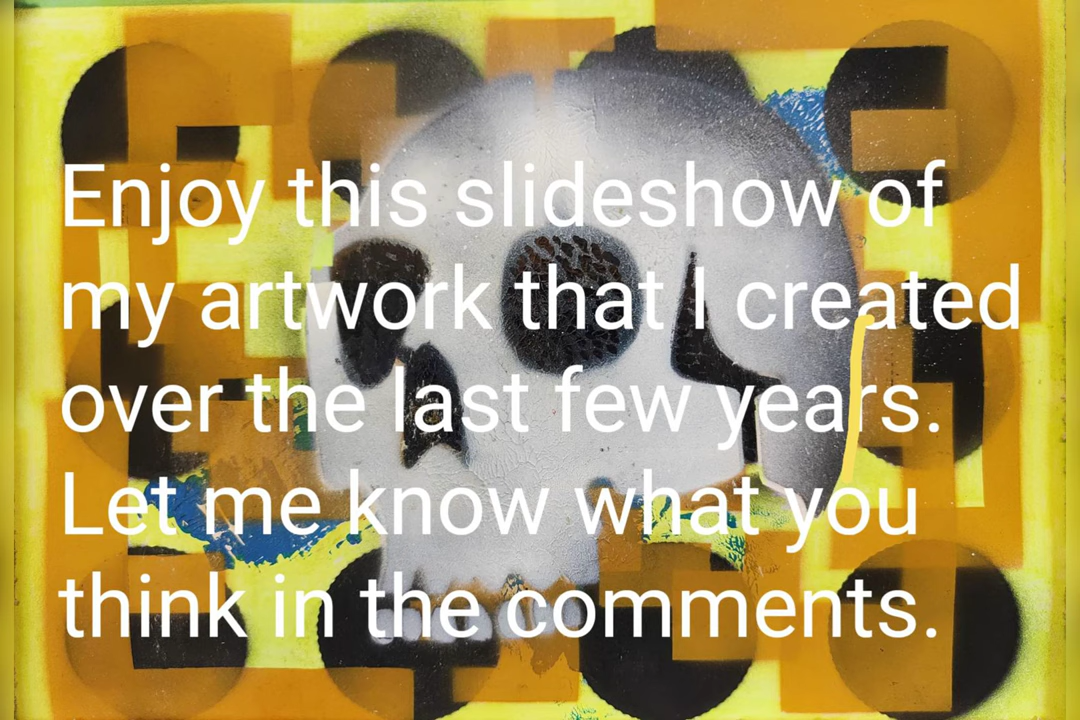 Enjoy this slideshow of
my artwork that I created
over the last few years.
Let me know what you
think in the comments.